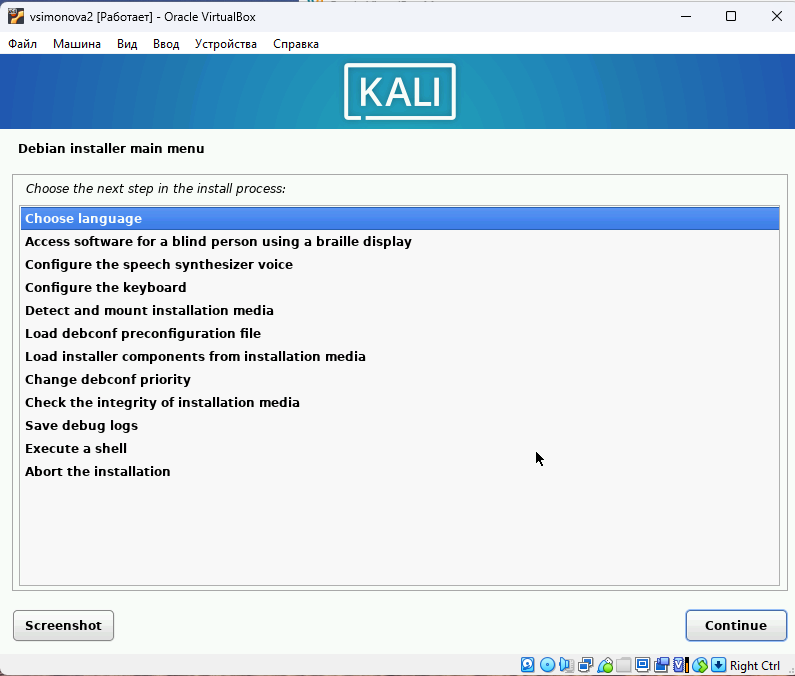 vsimonova2 [Работает] - Oracle VirtualBox
Файл Машина Вид Ввод Устройства Справка
KALI
Debian installer main menu
Choose the next step in the install process:
Choose language
Access software for a blind person using a braille display
Configure the speech synthesizer voice
Configure the keyboard
Detect and mount installation media
Load debconf preconfiguration file
Load installer components from installation media
Change debconf priority
Check the integrity of installation media
Save debug logs
Execute a shell
Abort the installation
Screenshot Continue
Right Ctrl